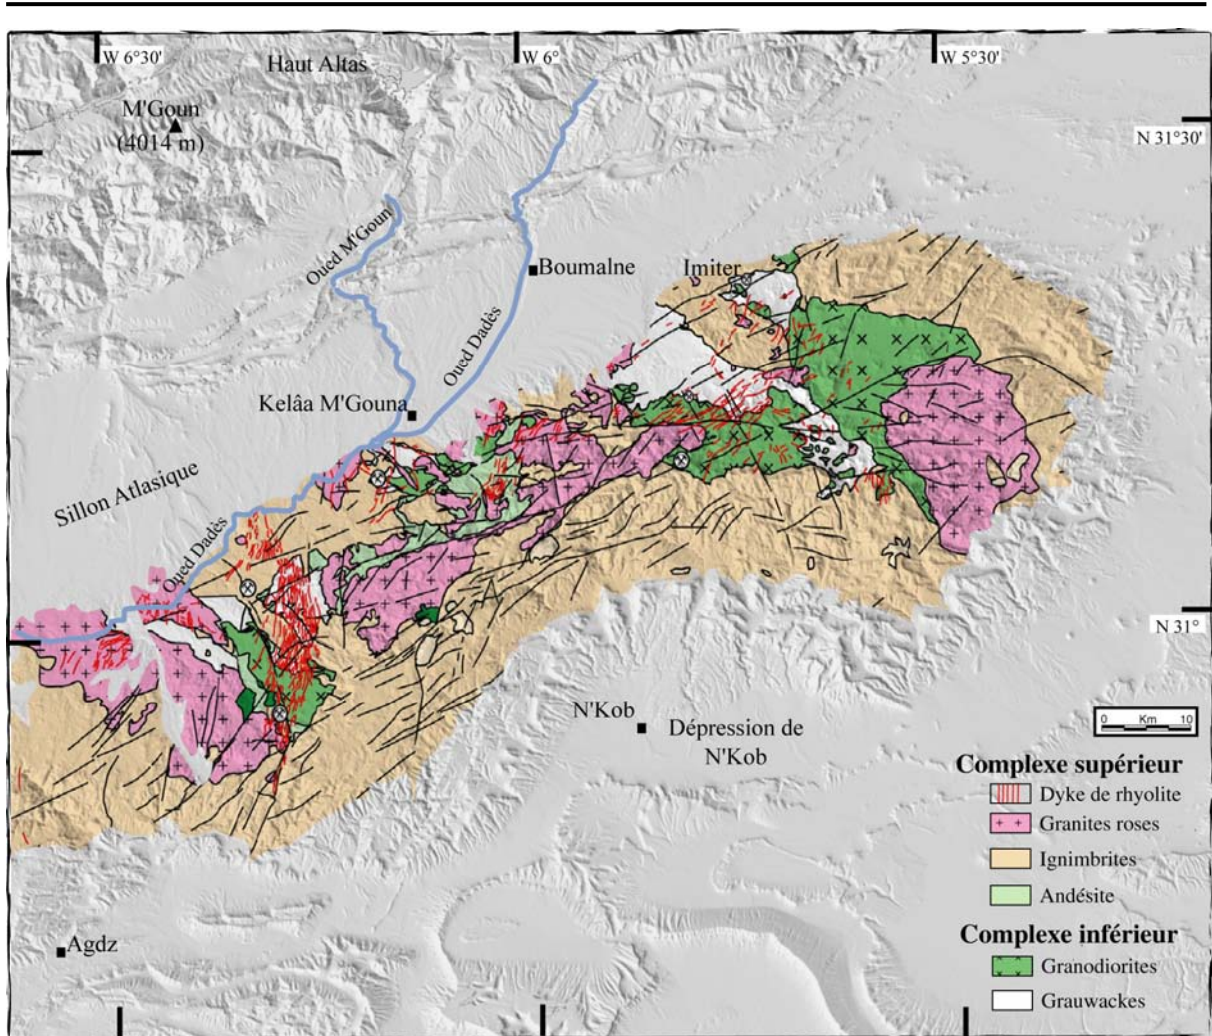 W 6°30'
W 6°
W 5°30'
Haut Altas
M'Goun
(4014 m)
N 31°30'
Oued M'Goun
Boumalne
Imiter
Oued Dadès
Kelâa M'Gouna
Sillon Atlasique
Oued Dadès
N 31°
N'Kob
Dépression de
N'Kob
0 Km 10
Complexe supérieur
Dyke de rhyolite
Granites roses
Ignimbrites
Andésite
Complexe inférieur
Granodiorites
Grauwackes
Agdz